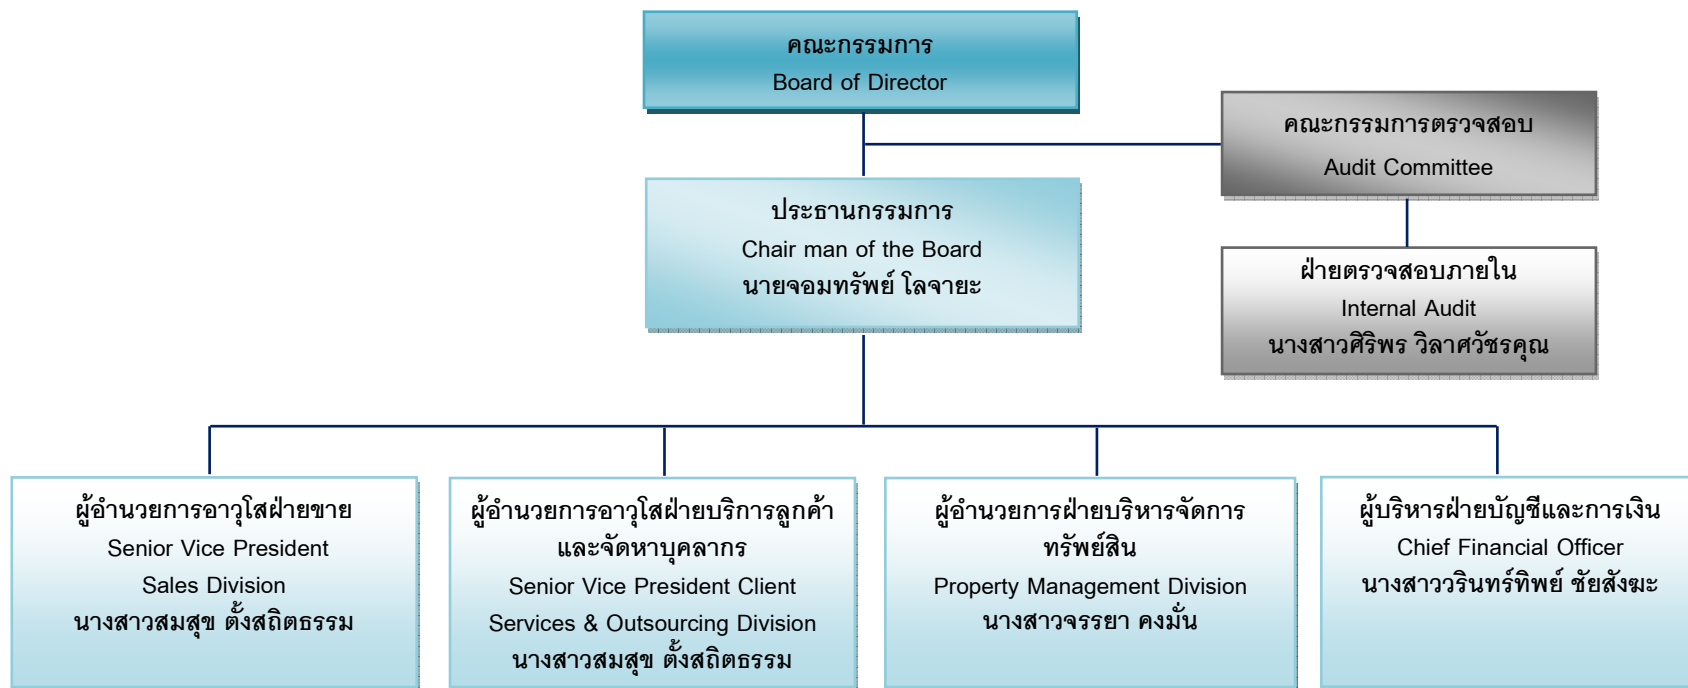 คณะกรรมการ
Board of Director
คณะกรรมการตรวจสอบ
Audit Committee
ประธานกรรมการ
Chair man of the Board
นายจอมทรัพย์ โลจายะ
ฝ่ายตรวจสอบภายใน
Internal Audit
นางสาวศิริพร วิลาศวัชรคุณ
ผู้อำนวยการอาวุโสฝ่ายขาย
Senior Vice President
Sales Division
นางสาวสมสุข ตั้งสถิตธรรม
ผู้อำนวยการอาวุโสฝ่ายบริการลูกค้า
และจัดหาบุคลากร
Senior Vice President Client
Services & Outsourcing Division
นางสาวสมสุข ตั้งสถิตธรรม
ผู้อำนวยการฝ่ายบริหารจัดการ
ทรัพย์สิน
Property Management Division
นางสาวจรรยา คงมั่น
ผู้บริหารฝ่ายบัญชีและการเงิน
Chief Financial Officer
นางสาววรินทร์ทิพย์ ชัยสังฆะ